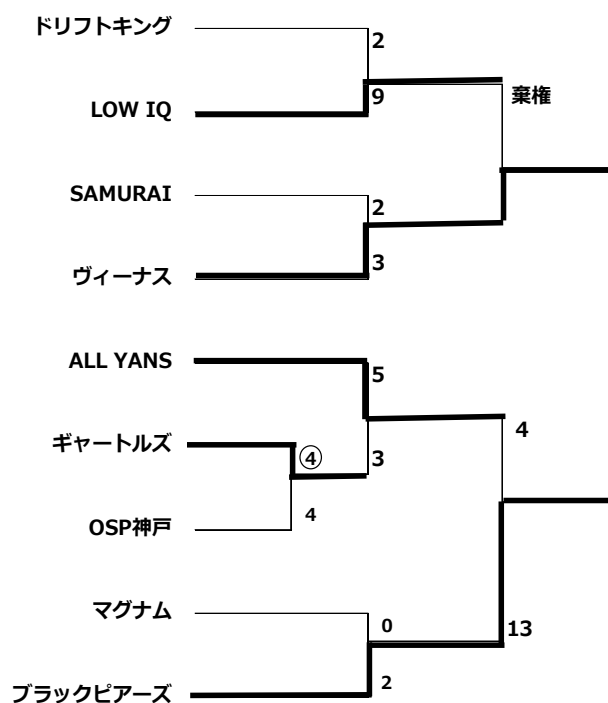 ドリフトキング
2
9
LOW IQ
棄権
SAMURAI
2
3
ヴィーナス
ALL YANS
5
4
ギャートルズ
④
3
4
OSP神戸
マグナム
0
13
2
ブラックピアーズ